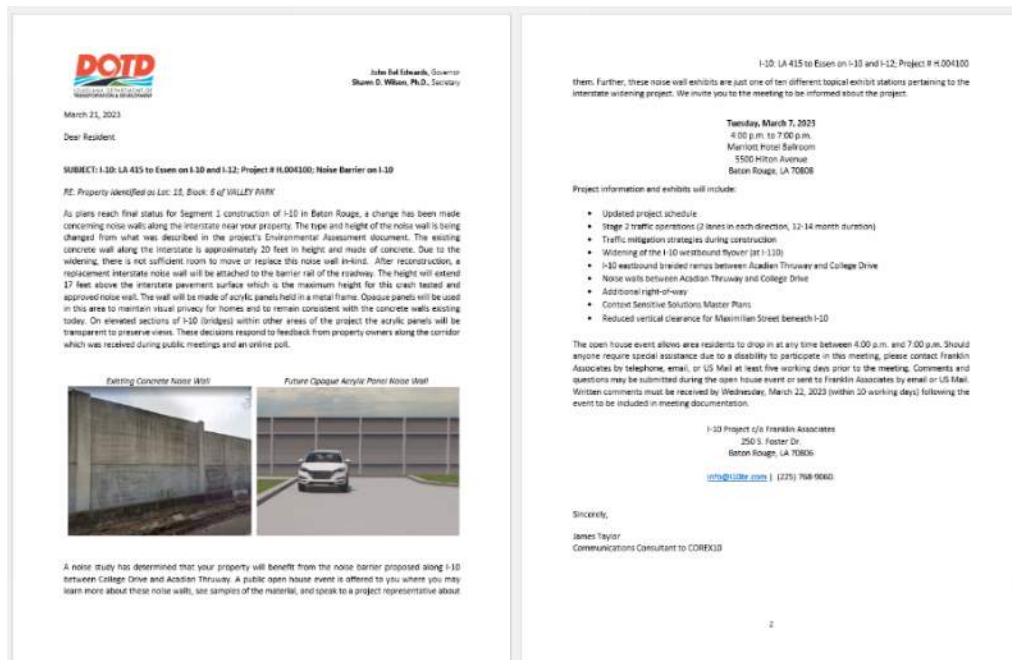 DOTD
LOUISIANA DEPARTMENT OF
TRANSPORTATION & DEVELOPMENT
John Bel Edwards, Governor
Shawn D. Wilson, Ph.D., Secretary
March 21, 2023
Dear Resident
SUBJECT: I-10: LA 415 to Essen on I-10 and I-12; Project # H.004100; Noise Barrier on I-10
RE: Property identified as Lot: 18, Block: 6 of VALLEY PARK
As plans reach final status for Segment 1 construction of I-10 in Baton Rouge, a change has been made
concerning noise walls along the interstate near your property. The type and height of the noise wall is being
changed from what was described in the project's Environmental Assessment document. The existing
concrete wall along the interstate is approximately 20 feet in height and made of concrete. Due to the
widening, there is not sufficient room to move or replace this noise wall in-kind. After reconstruction, a
replacement interstate noise wall will be attached to the barrier rail of the roadway. The height will extend
17 feet above the interstate pavement surface which is the maximum height for this crash tested and
approved noise wall. The wall will be made of acrylic panels held in a metal frame. Opaque panels will be used
in this area to maintain visual privacy for homes and to remain consistent with the concrete walls existing
today. On elevated sections of I-10 (bridges) within other areas of the project the acrylic panels will be
transparent to preserve views. These decisions respond to feedback from property owners along the corridor
which was received during public meetings and an online poll.
Existing Concrete Noise Wall
Future Opaque Acrylic Panel Noise Wall
A noise study has determined that your property will benefit from the noise barrier proposed along I-10
between College Drive and Acadian Thruway. A public open house event is offered to you where you may
learn more about these noise walls, see samples of the material, and speak to a project representative about
I-10: LA 415 to Essen on I-10 and I-12; Project # H.004100
them. Further, these noise wall exhibits are just one of ten different topical exhibit stations pertaining to the
interstate widening project. We invite you to the meeting to be informed about the project.
Tuesday, March 7, 2023
4:00 p.m. to 7:00 p.m.
Marriott Hotel Ballroom
5500 Hilton Avenue
Baton Rouge, LA 70808
Project information and exhibits will include:
• Updated project schedule
• Stage 2 traffic operations (2 lanes in each direction, 12-14 month duration)
• Traffic mitigation strategies during construction
• Widening of the I-10 westbound flyover (at I-110)
• I-10 eastbound braided ramps between Acadian Thruway and College Drive
• Noise walls between Acadian Thruway and College Drive
• Additional right-of-way
• Context Sensitive Solutions Master Plans
• Reduced vertical clearance for Maximilian Street beneath I-10
The open house event allows area residents to drop in at any time between 4:00 p.m. and 7:00 p.m. Should
anyone require special assistance due to a disability to participate in this meeting, please contact Franklin
Associates by telephone, email, or US Mail at least five working days prior to the meeting. Comments and
questions may be submitted during the open house event or sent to Franklin Associates by email or US Mail.
Written comments must be received by Wednesday, March 22, 2023 (within 10 working days) following the
event to be included in meeting documentation.
I-10 Project c/o Franklin Associates
250 S. Foster Dr.
Baton Rouge, LA 70806
info@i10br.com | (225) 768-9060
Sincerely,
James Taylor
Communications Consultant to COREX10
2